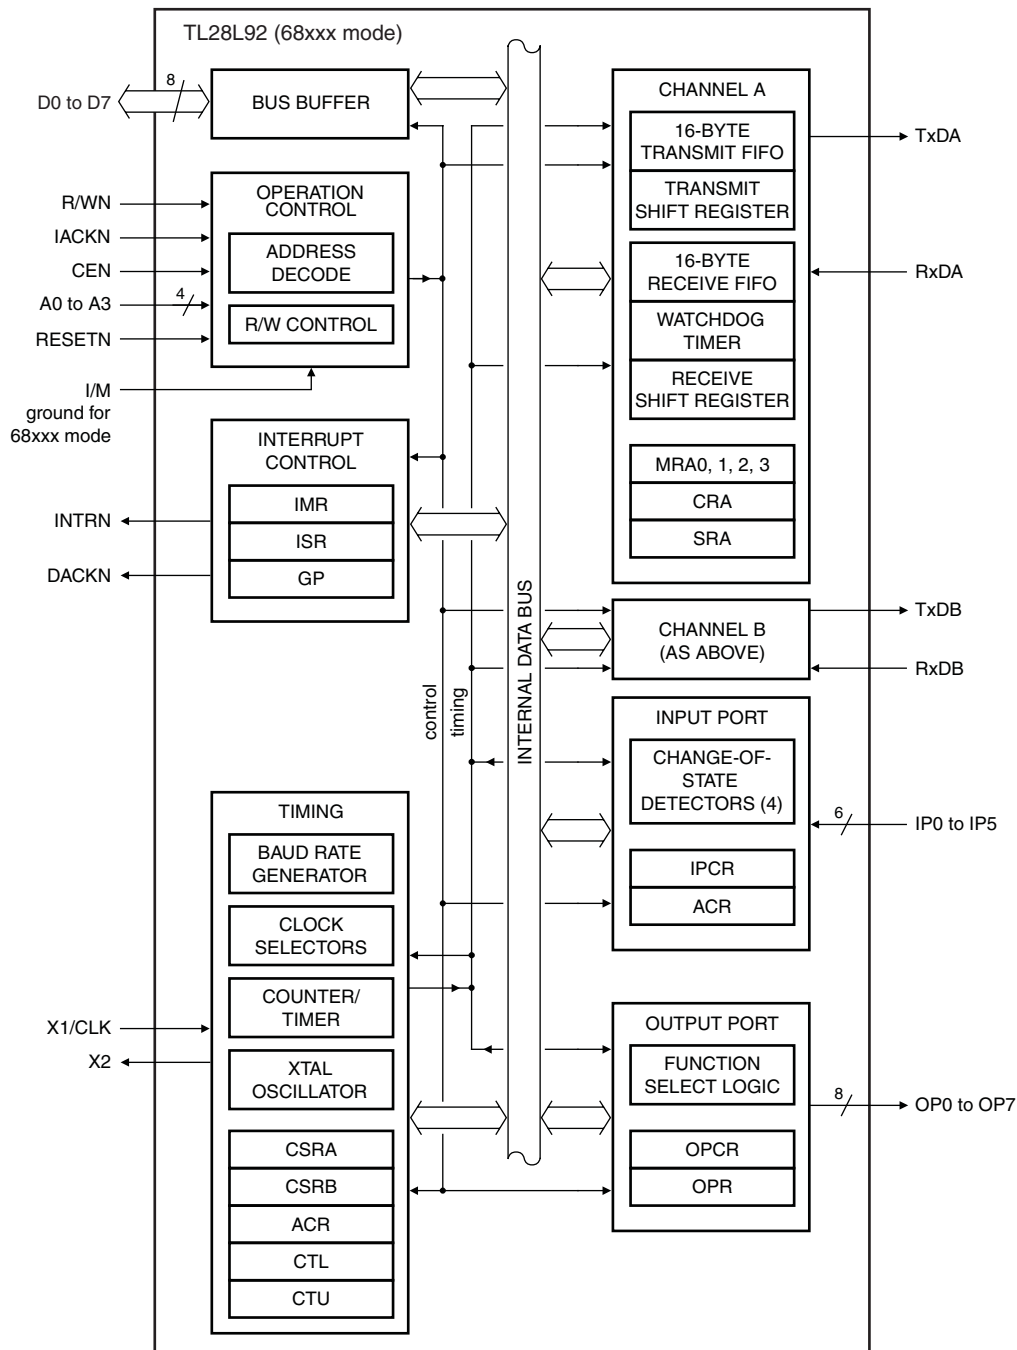 TL28L92 (68xxx mode)
D0 to D7
8
BUS BUFFER
R/WN
IACKN
CEN
A0 to A3
4
RESETN
I/M
ground for
68xxx mode
OPERATION
CONTROL
ADDRESS
DECODE
R/W CONTROL
INTERRUPT
CONTROL
IMR
ISR
GP
INTRN
DACKN
control
timing
INTERNAL DATA BUS
TIMING
BAUD RATE
GENERATOR
CLOCK
SELECTORS
COUNTER/
TIMER
XTAL
OSCILLATOR
CSRA
CSRB
ACR
CTL
CTU
X1/CLK
X2
CHANNEL A
16-BYTE
TRANSMIT FIFO
TRANSMIT
SHIFT REGISTER
16-BYTE
RECEIVE FIFO
WATCHDOG
TIMER
RECEIVE
SHIFT REGISTER
MRA0, 1, 2, 3
CRA
SRA
TxDA
RxDA
CHANNEL B
(AS ABOVE)
TxDB
RxDB
INPUT PORT
CHANGE-OF-
STATE
DETECTORS (4)
IPCR
ACR
6
IP0 to IP5
OUTPUT PORT
FUNCTION
SELECT LOGIC
OPCR
OPR
8
OP0 to OP7